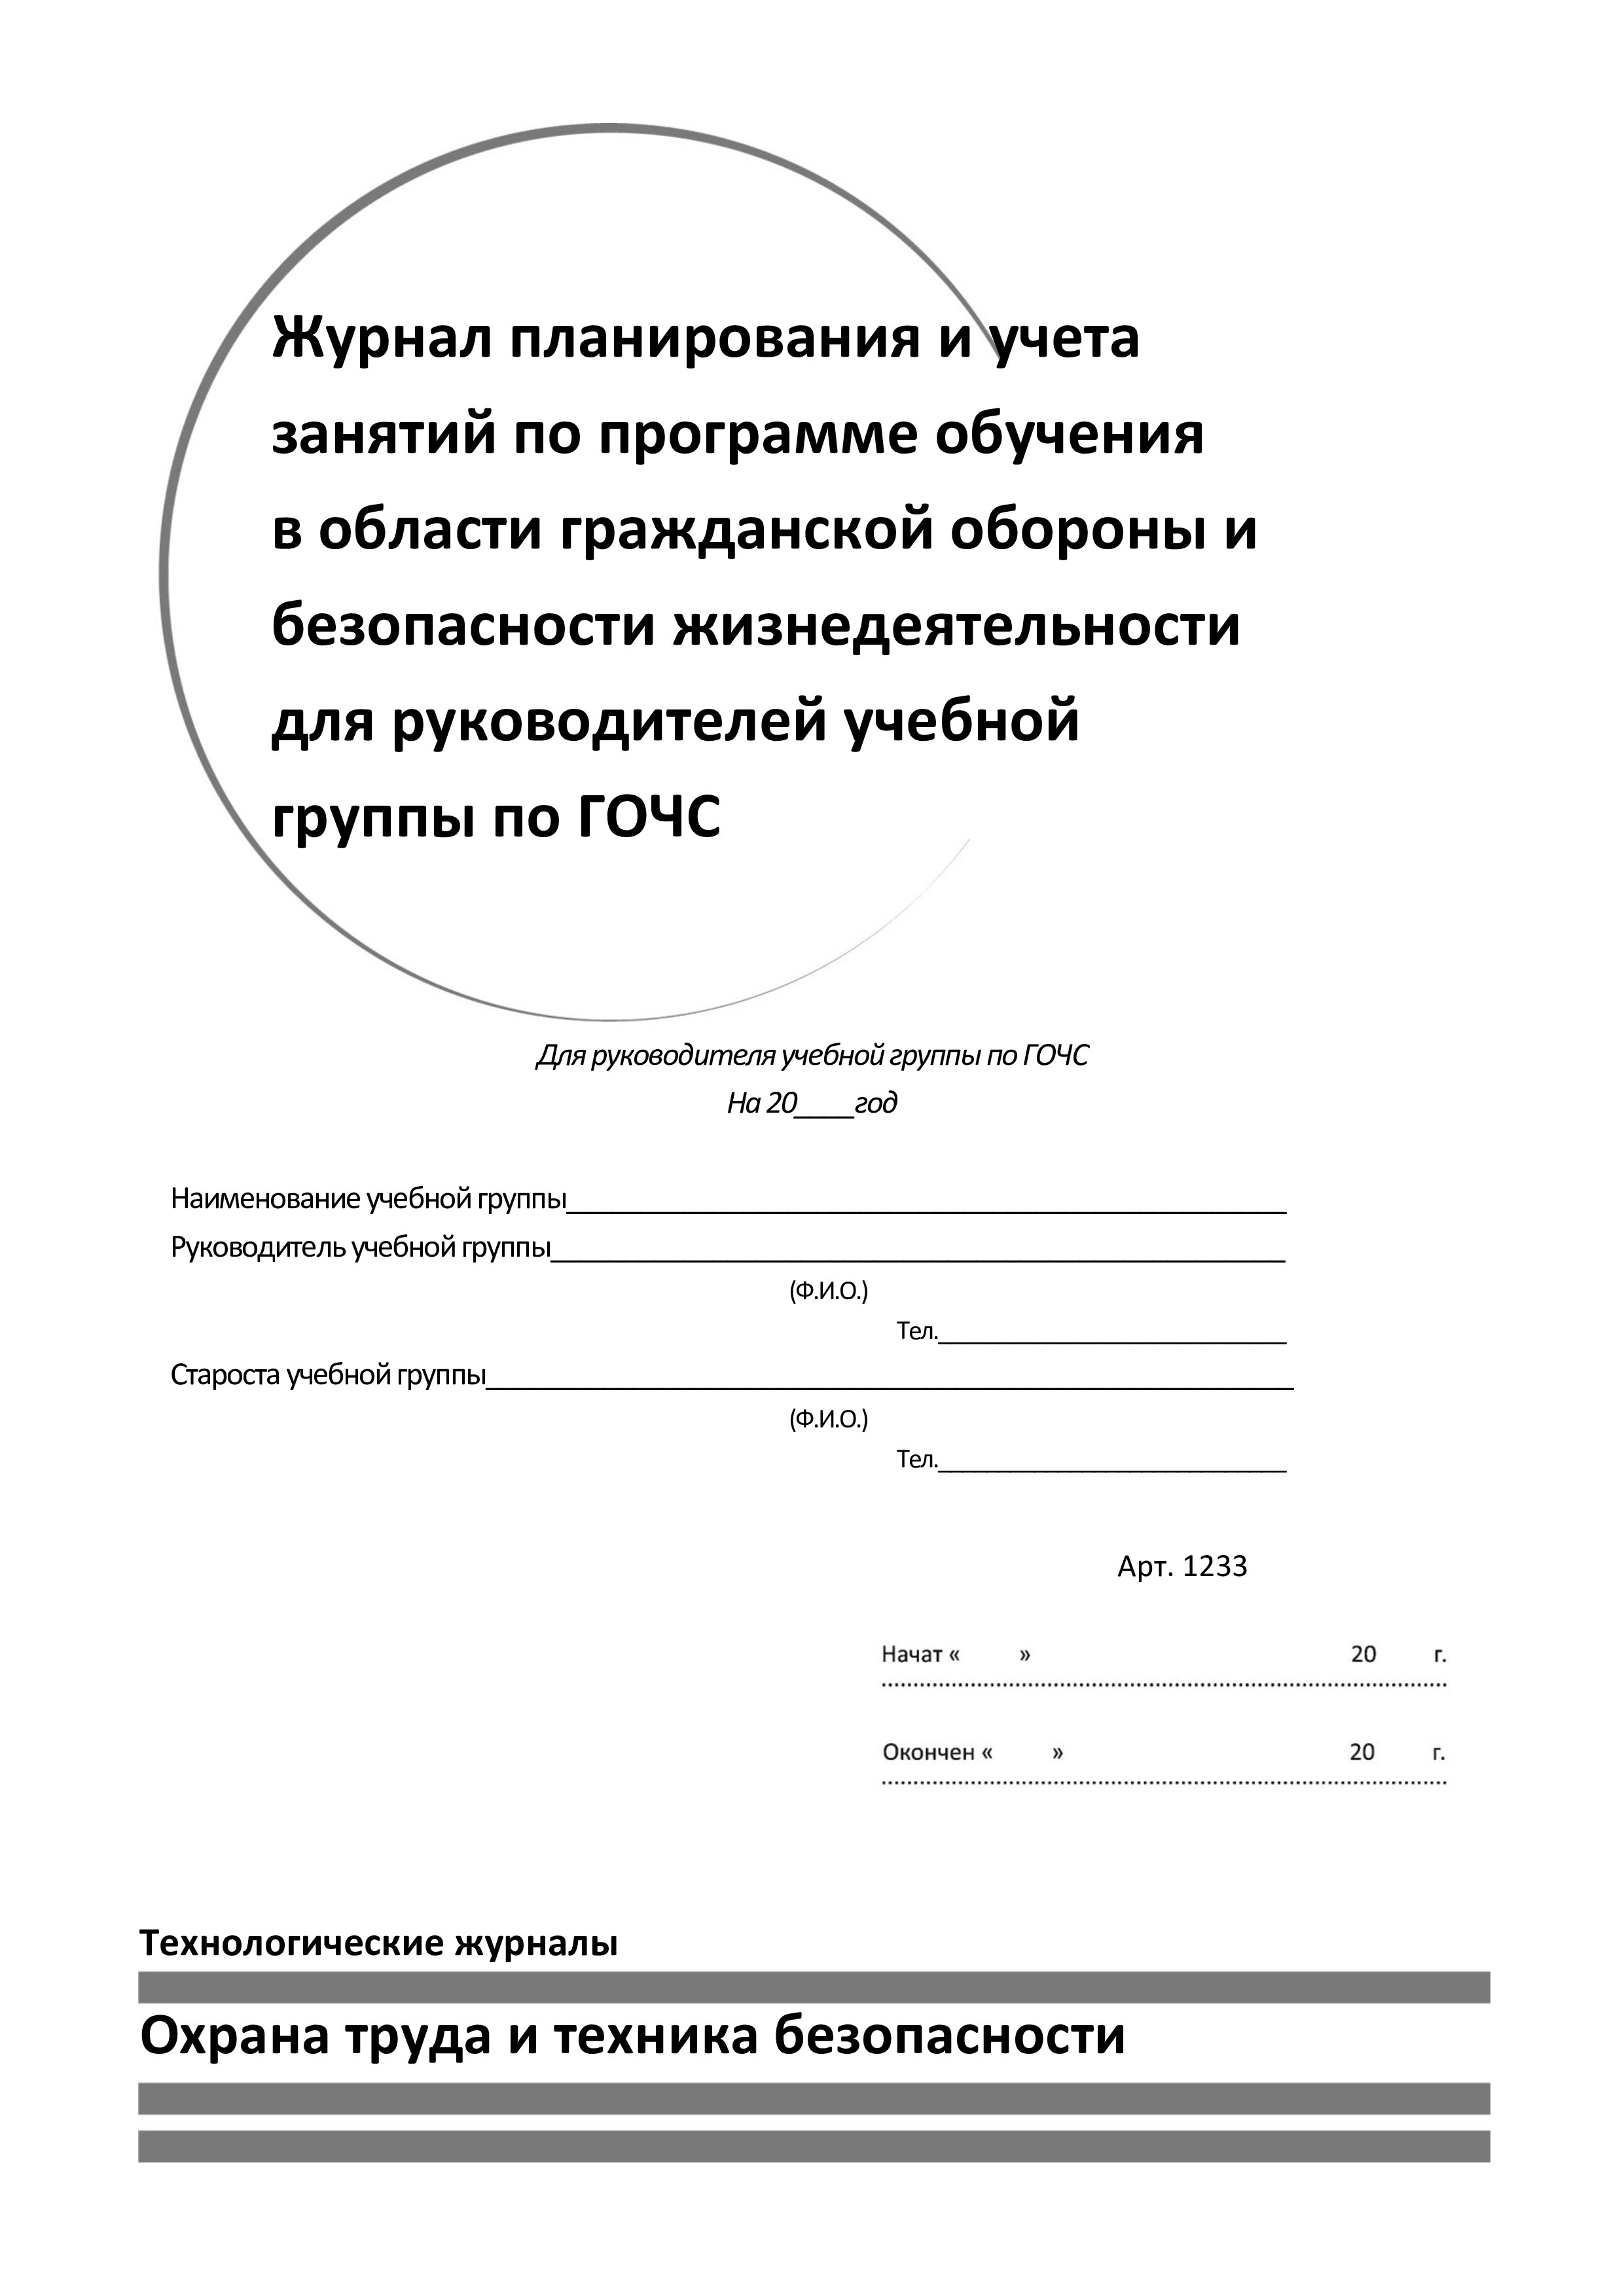 Журнал планирования и учета
занятий по программе обучения
в области гражданской обороны и
безопасности жизнедеятельности
для руководителей учебной
группы по ГОЧС
Для руководителя учебной группы по ГОЧС
На 20____год
Наименование учебной группы________________________________________________
Руководитель учебной группы_________________________________________________
(Ф.И.О.)
Тел.__________________________
Староста учебной группы______________________________________________________
(Ф.И.О.)
Тел.__________________________
Арт. 1233
Начат « » 20 г.
Окончен « » 20 г.
Технологические журналы
Охрана труда и техника безопасности